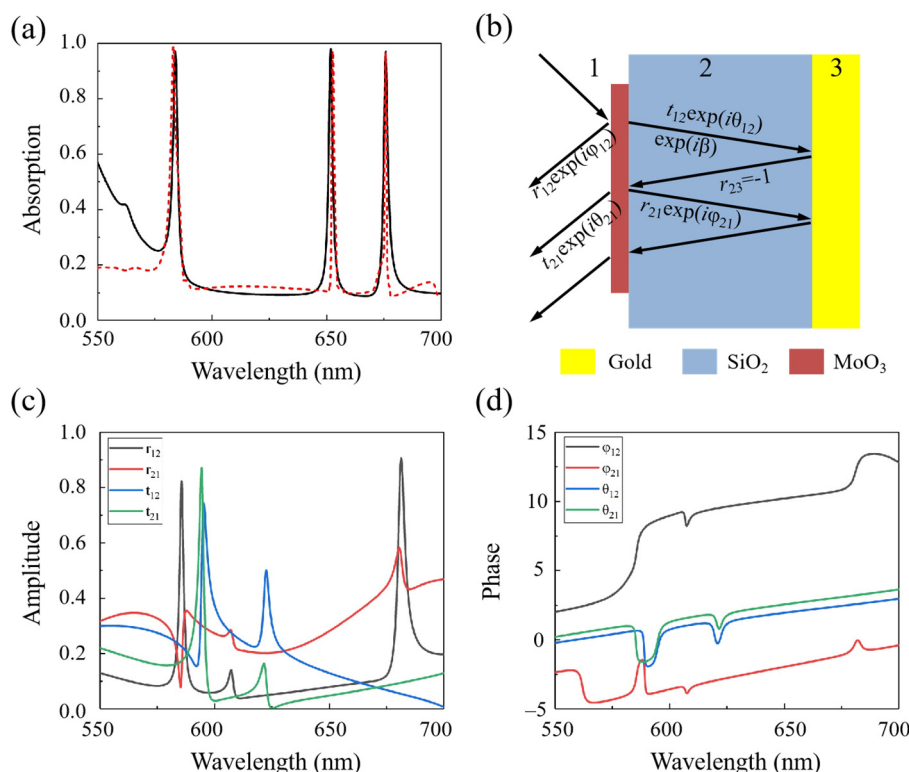 (a)
1.0
0.8
0.6
0.4
0.2
0.0
Absorption
550 600 650 700
Wavelength (nm)
(b)
1 2 3
t₁₂exp(iθ₁₂)
exp(iβ)
r₁₂exp(iφ₁₂)
r₂₃=-1
r₂₁exp(iφ₂₁)
t₂₁exp(iθ₂₁)
Gold SiO₂ MoO₃
(c)
1.0
0.8
0.6
0.4
0.2
0.0
Amplitude
r₁₂
r₂₁
t₁₂
t₂₁
550 600 650 700
Wavelength (nm)
(d)
15
10
5
0
–5
Phase
φ₁₂
φ₂₁
θ₁₂
θ₂₁
550 600 650 700
Wavelength (nm)